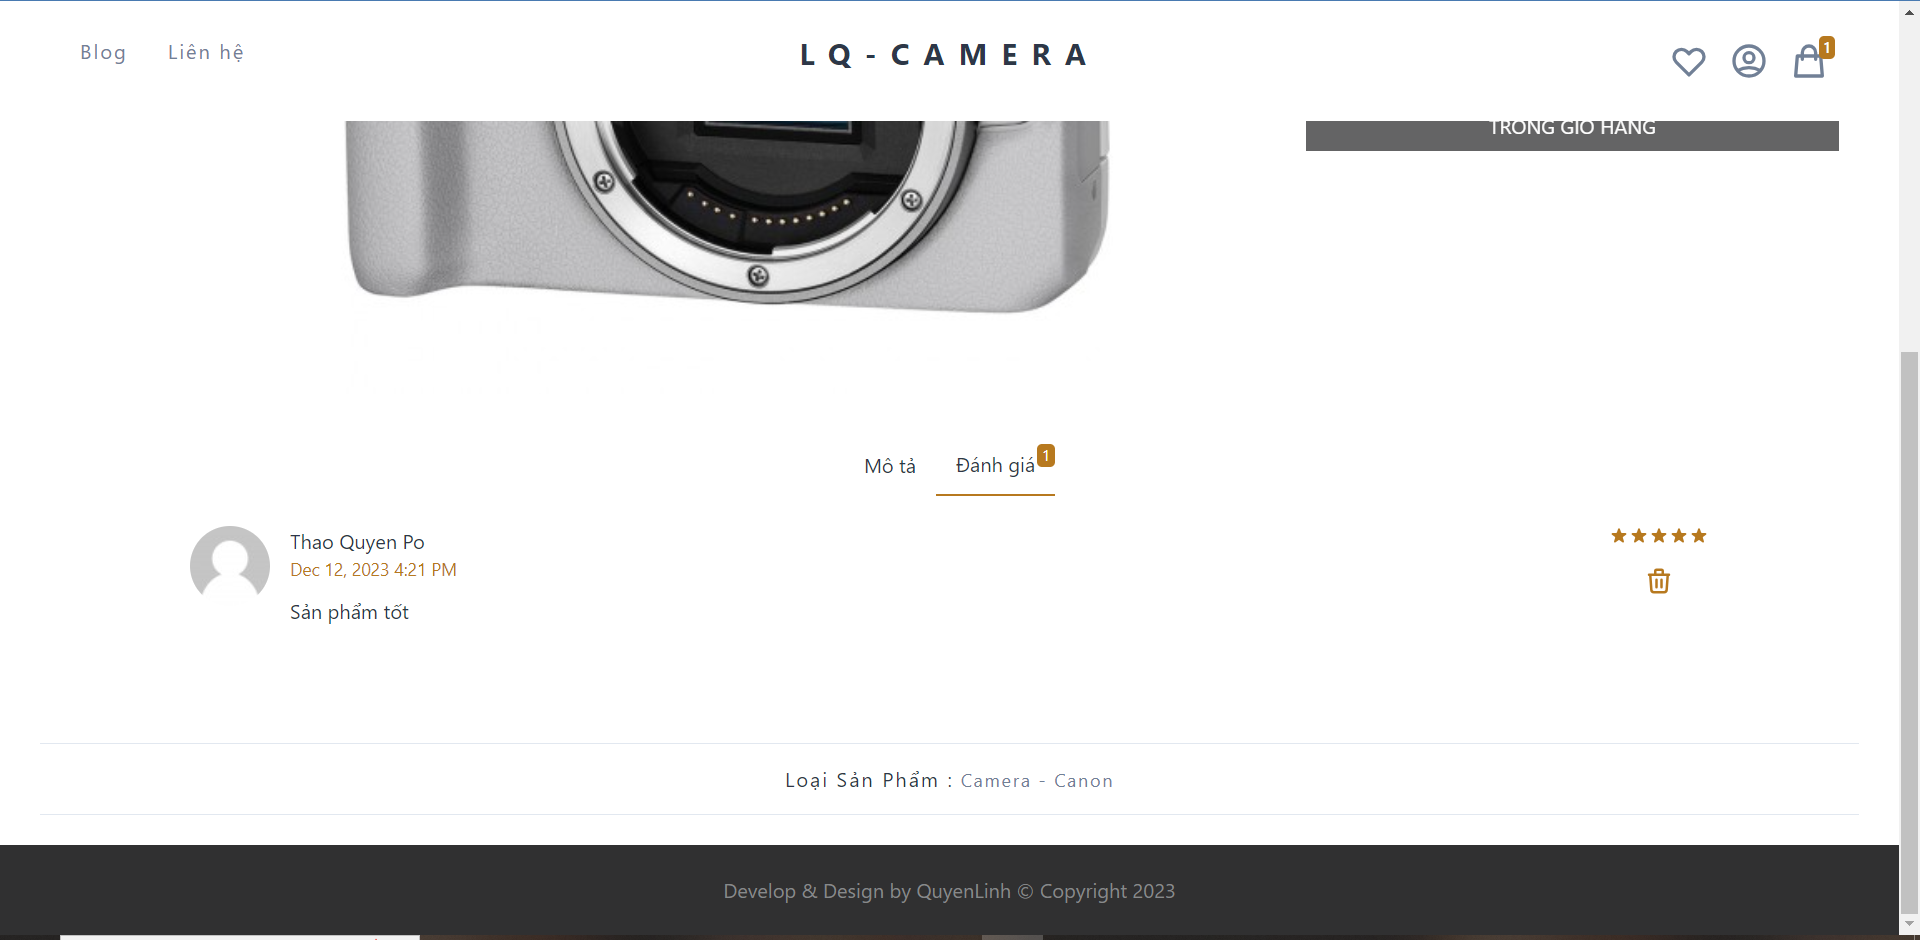 Blog
Liên hệ
LQ-CAMERA
1
TRONG GIỎ HÀNG
Mô tả
Đánh giá
1
Thao Quyen Po
Dec 12, 2023 4:21 PM
Sản phẩm tốt
Loại Sản Phẩm : Camera - Canon
Develop & Design by QuyenLinh © Copyright 2023